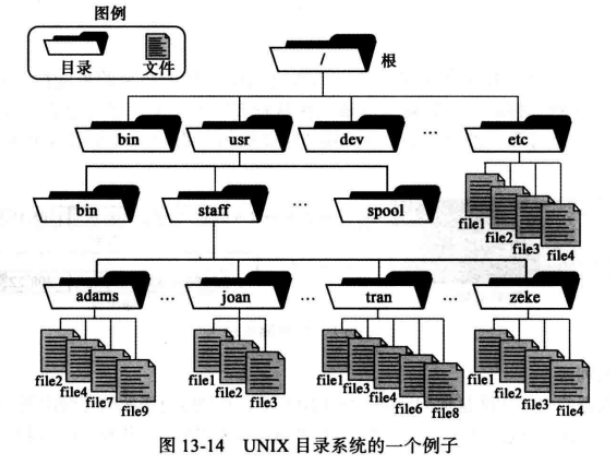 图例
目录 文件
/ 根
bin usr dev … etc
bin staff … spool
file1 file2 file3 file4
adams … joan … tran … zeke
file2 file4 file7 file9
file1 file2 file3
file1 file3 file4 file6 file8
file1 file2 file3 file4
图 13-14 UNIX 目录系统的一个例子